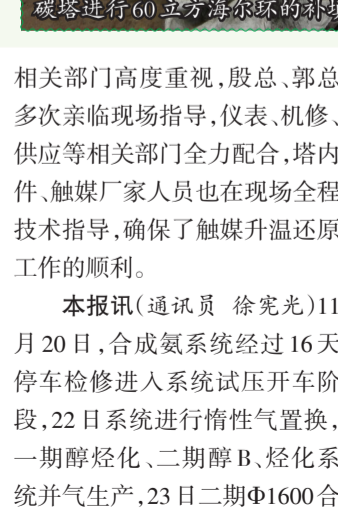 碳塔进行60立方海尔环的补填
相关部门高度重视，殷总、郭总
多次亲临现场指导，仪表、机修、
供应等相关部门全力配合，塔内
件、触媒厂家人员也在现场全程
技术指导，确保了触媒升温还原
工作的顺利。
本报讯（通讯员 徐宪光）11
月20日，合成氨系统经过16天
停车检修进入系统试压开车阶
段，22日系统进行惰性气置换，
一期醇烃化、二期醇B、烃化系
统并气生产，23日二期Φ1600合